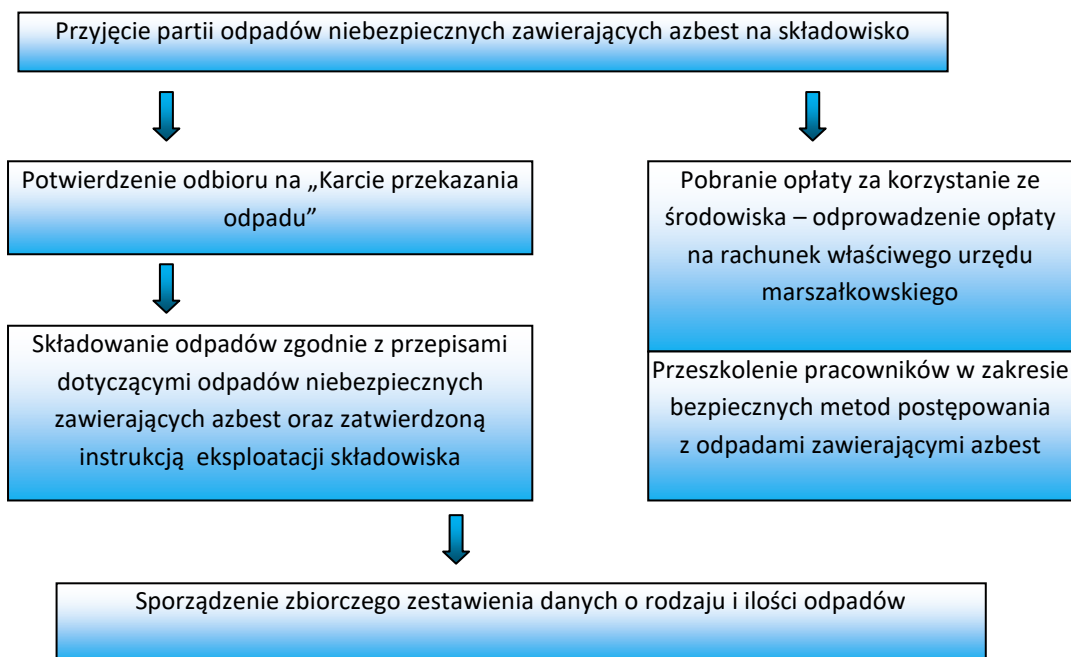 Przyjęcie partii odpadów niebezpiecznych zawierających azbest na składowisko
Potwierdzenie odbioru na „Karcie przekazania
odpadu”
Składowanie odpadów zgodnie z przepisami
dotyczącymi odpadów niebezpiecznych
zawierających azbest oraz zatwierdzoną
instrukcją eksploatacji składowiska
Pobranie opłaty za korzystanie ze
środowiska – odprowadzenie opłaty
na rachunek właściwego urzędu
marszałkowskiego
Przeszkolenie pracowników w zakresie
bezpiecznych metod postępowania
z odpadami zawierającymi azbest
Sporządzenie zbiorczego zestawienia danych o rodzaju i ilości odpadów